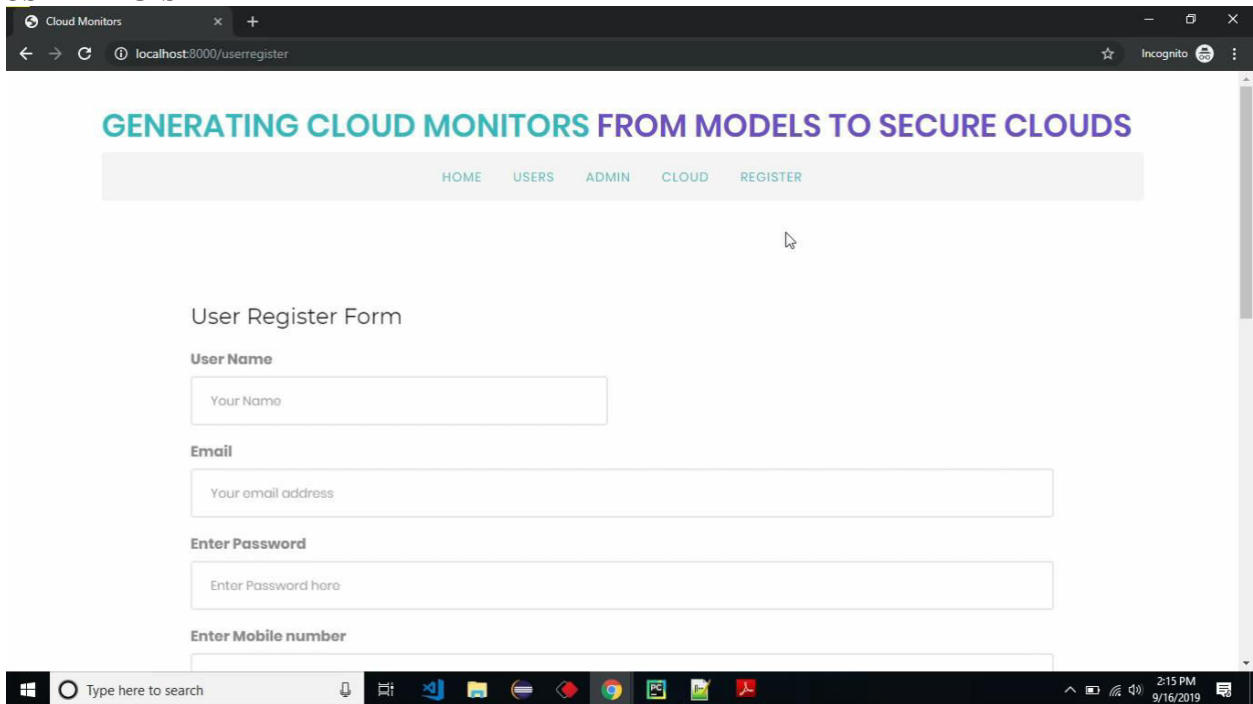 Cloud Monitors
localhost:8000/userregister
Incognito
GENERATING CLOUD MONITORS FROM MODELS TO SECURE CLOUDS
HOME USERS ADMIN CLOUD REGISTER
User Register Form
User Name
Your Name
Email
Your email address
Enter Password
Enter Password here
Enter Mobile number
Type here to search
PC
2:15 PM
9/16/2019